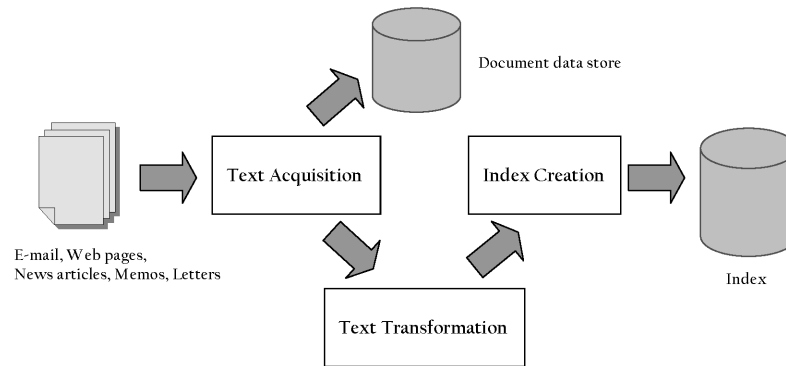 Document data store
Text Acquisition
Index Creation
E-mail, Web pages,
News articles, Memos, Letters
Index
Text Transformation